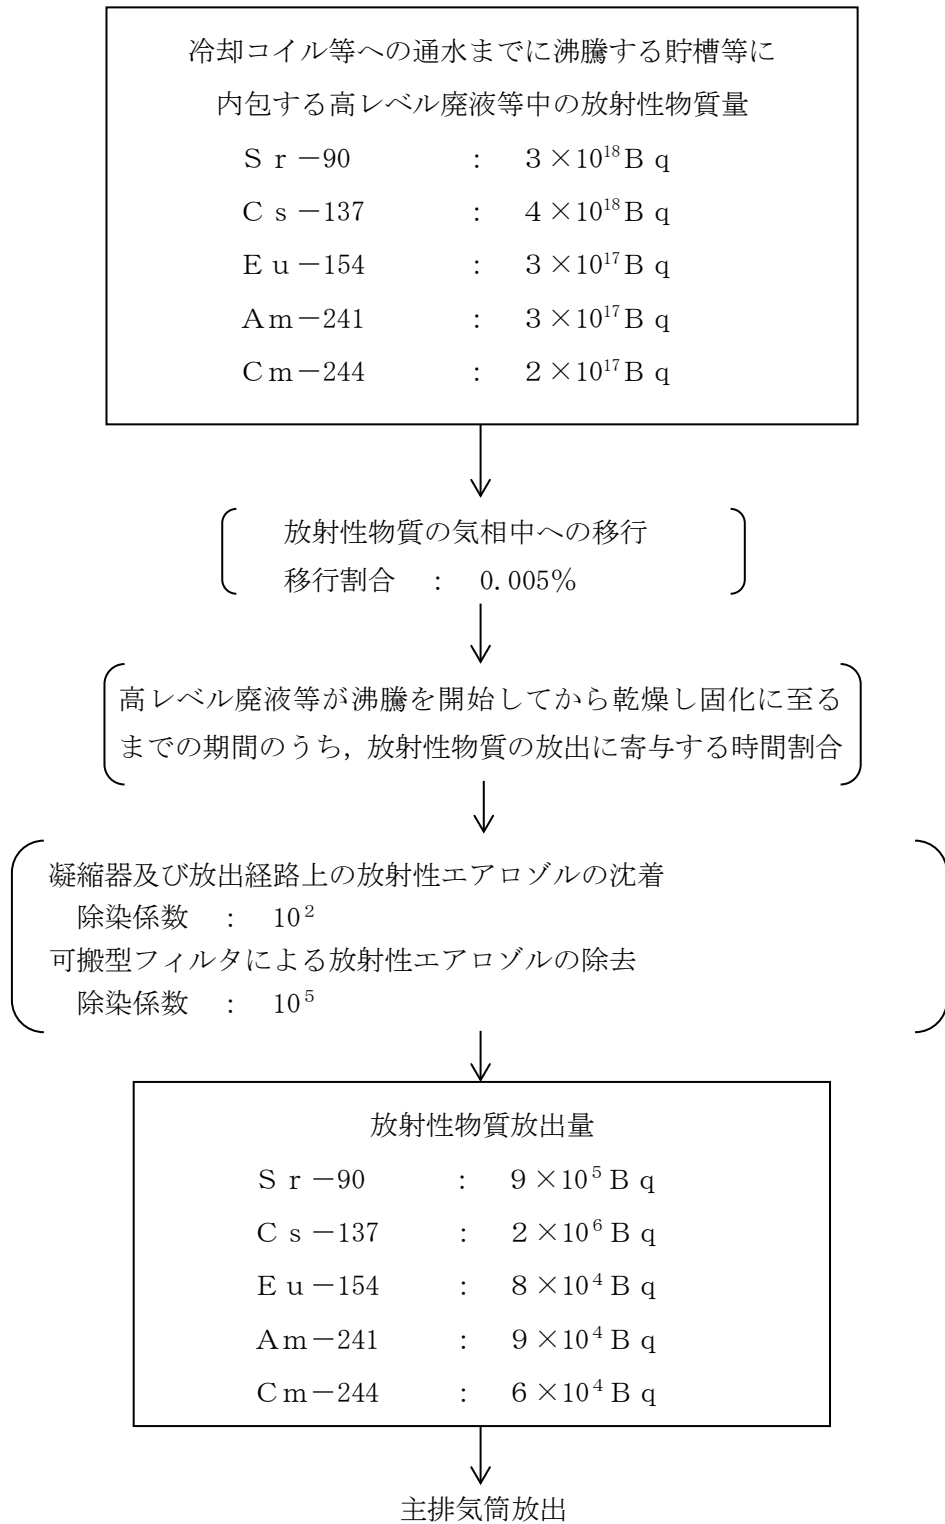 冷却コイル等への通水までに沸騰する貯槽等に
内包する高レベル廃液等中の放射性物質量
Ｓｒ－90 : ３×10¹⁸Ｂｑ
Ｃｓ－137 : ４×10¹⁸Ｂｑ
Ｅｕ－154 : ３×10¹⁷Ｂｑ
Ａｍ－241 : ３×10¹⁷Ｂｑ
Ｃｍ－244 : ２×10¹⁷Ｂｑ
放射性物質の気相中への移行
移行割合 : 0.005％
高レベル廃液等が沸騰を開始してから乾燥し固化に至る
までの期間のうち，放射性物質の放出に寄与する時間割合
凝縮器及び放出経路上の放射性エアロゾルの沈着
除染係数 : 10²
可搬型フィルタによる放射性エアロゾルの除去
除染係数 : 10⁵
放射性物質放出量
Ｓｒ－90 : ９×10⁵Ｂｑ
Ｃｓ－137 : ２×10⁶Ｂｑ
Ｅｕ－154 : ８×10⁴Ｂｑ
Ａｍ－241 : ９×10⁴Ｂｑ
Ｃｍ－244 : ６×10⁴Ｂｑ
主排気筒放出